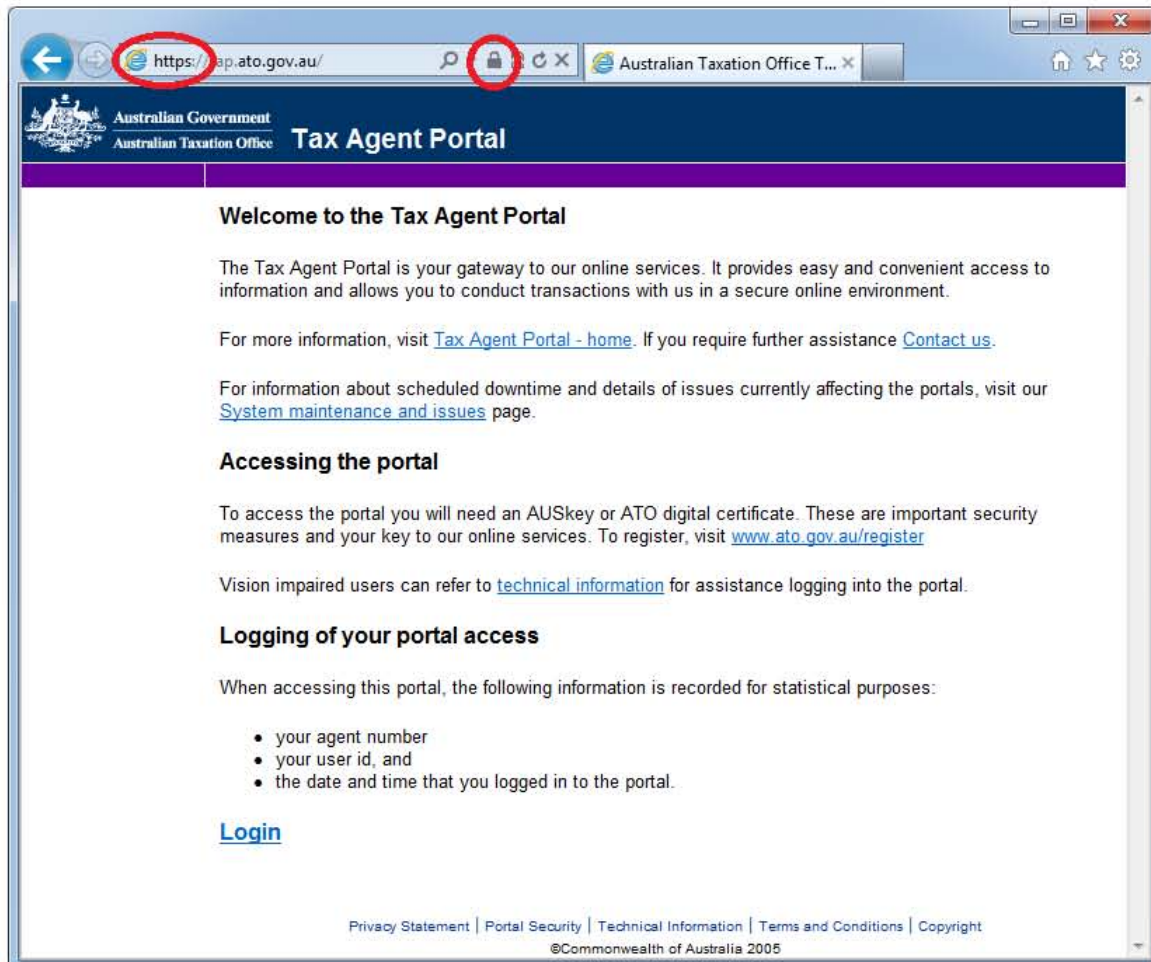 https://tap.ato.gov.au/
Australian Taxation Office T...
Australian Government
Australian Taxation Office
Tax Agent Portal
Welcome to the Tax Agent Portal
The Tax Agent Portal is your gateway to our online services. It provides easy and convenient access to
information and allows you to conduct transactions with us in a secure online environment.
For more information, visit Tax Agent Portal - home. If you require further assistance Contact us.
For information about scheduled downtime and details of issues currently affecting the portals, visit our
System maintenance and issues page.
Accessing the portal
To access the portal you will need an AUSkey or ATO digital certificate. These are important security
measures and your key to our online services. To register, visit www.ato.gov.au/register
Vision impaired users can refer to technical information for assistance logging into the portal.
Logging of your portal access
When accessing this portal, the following information is recorded for statistical purposes:
• your agent number
• your user id, and
• the date and time that you logged in to the portal.
Login
Privacy Statement | Portal Security | Technical Information | Terms and Conditions | Copyright
©Commonwealth of Australia 2005